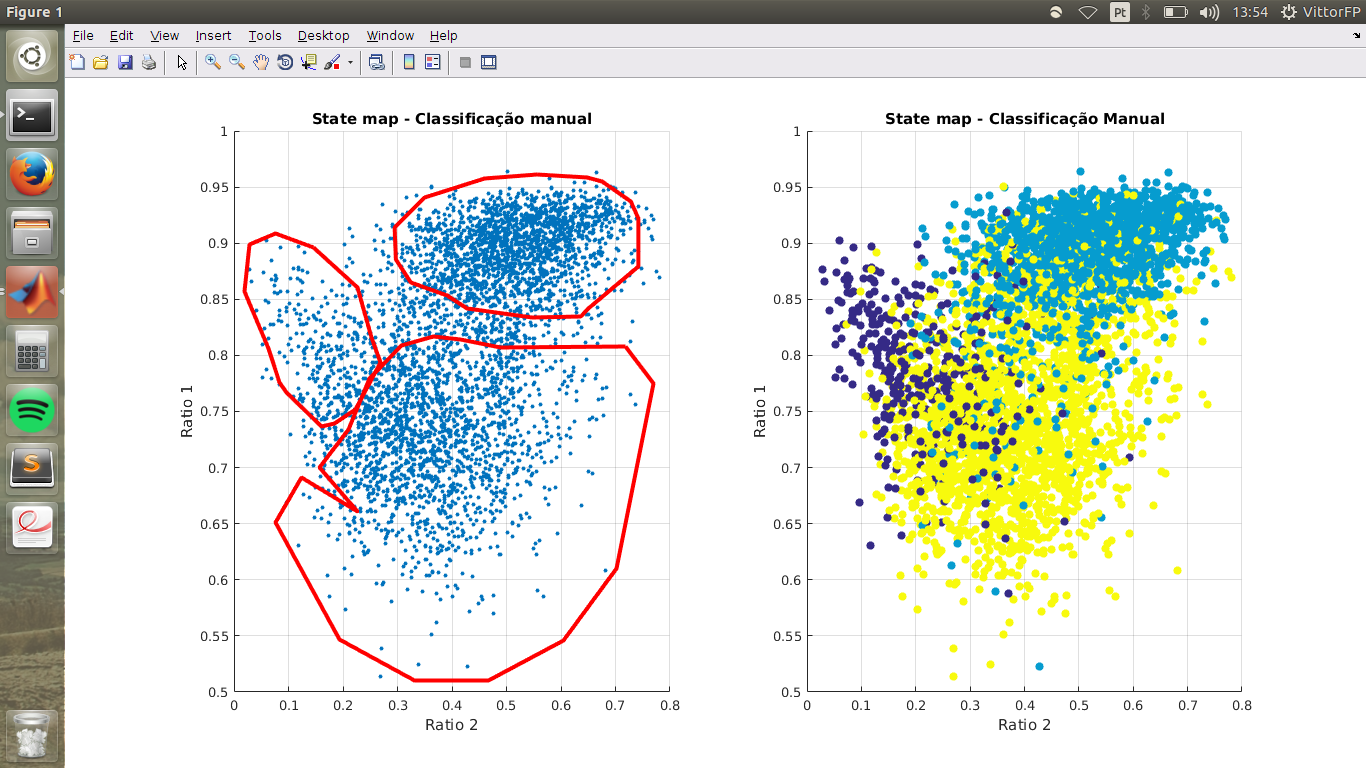 Figure 1
Pt
13:54
VittorFP
File Edit View Insert Tools Desktop Window Help
State map - Classificação manual
1
0.95
0.9
0.85
0.8
0.75
0.7
0.65
0.6
0.55
0.5
Ratio 1
0 0.1 0.2 0.3 0.4 0.5 0.6 0.7 0.8
Ratio 2
State map - Classificação Manual
1
0.95
0.9
0.85
0.8
0.75
0.7
0.65
0.6
0.55
0.5
Ratio 1
0 0.1 0.2 0.3 0.4 0.5 0.6 0.7 0.8
Ratio 2